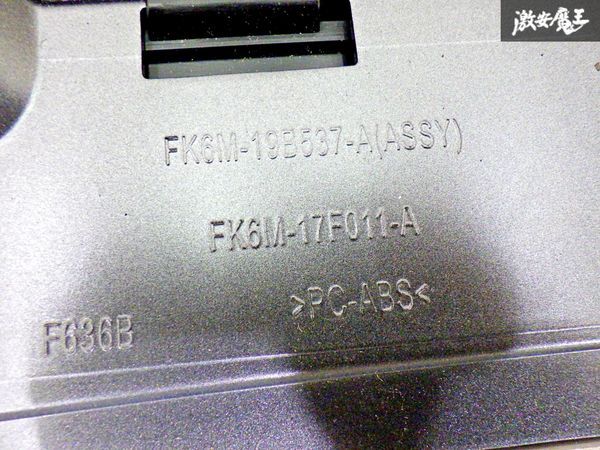 激安魔王
FK6M-19B537-A(ASSY)
FK6M-17F011-A
>PC-ABS<
F636B